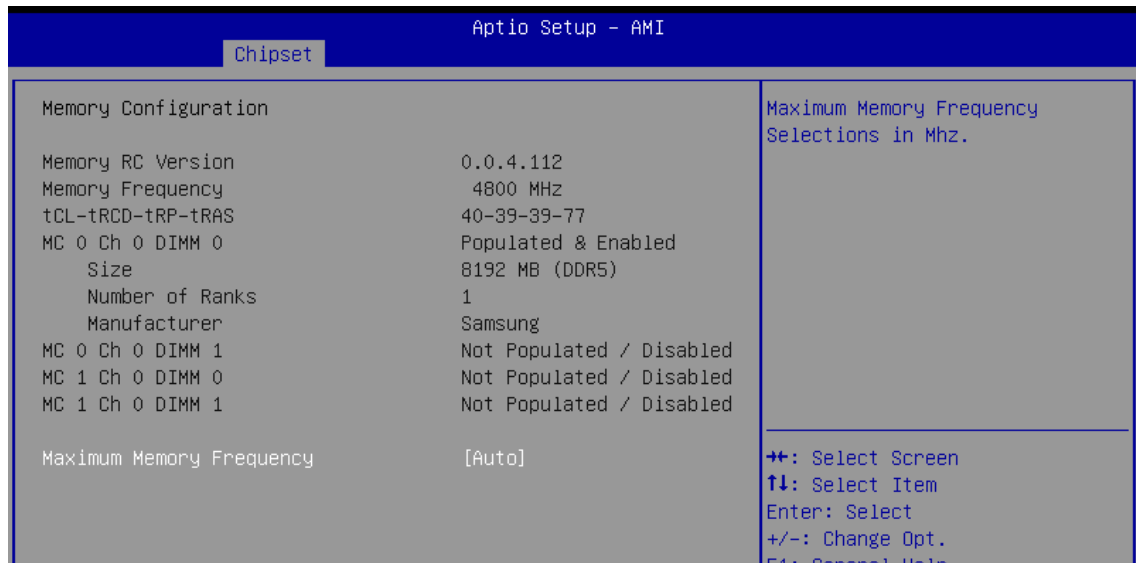 Aptio Setup – AMI
Chipset
Memory Configuration
Memory RC Version 0.0.4.112
Memory Frequency 4800 MHz
tCL-tRCD-tRP-tRAS 40-39-39-77
MC 0 Ch 0 DIMM 0 Populated & Enabled
Size 8192 MB (DDR5)
Number of Ranks 1
Manufacturer Samsung
MC 0 Ch 0 DIMM 1 Not Populated / Disabled
MC 1 Ch 0 DIMM 0 Not Populated / Disabled
MC 1 Ch 0 DIMM 1 Not Populated / Disabled
Maximum Memory Frequency [Auto]
Maximum Memory Frequency
Selections in Mhz.
→←: Select Screen
↑↓: Select Item
Enter: Select
+/-: Change Opt.
F1: General Help